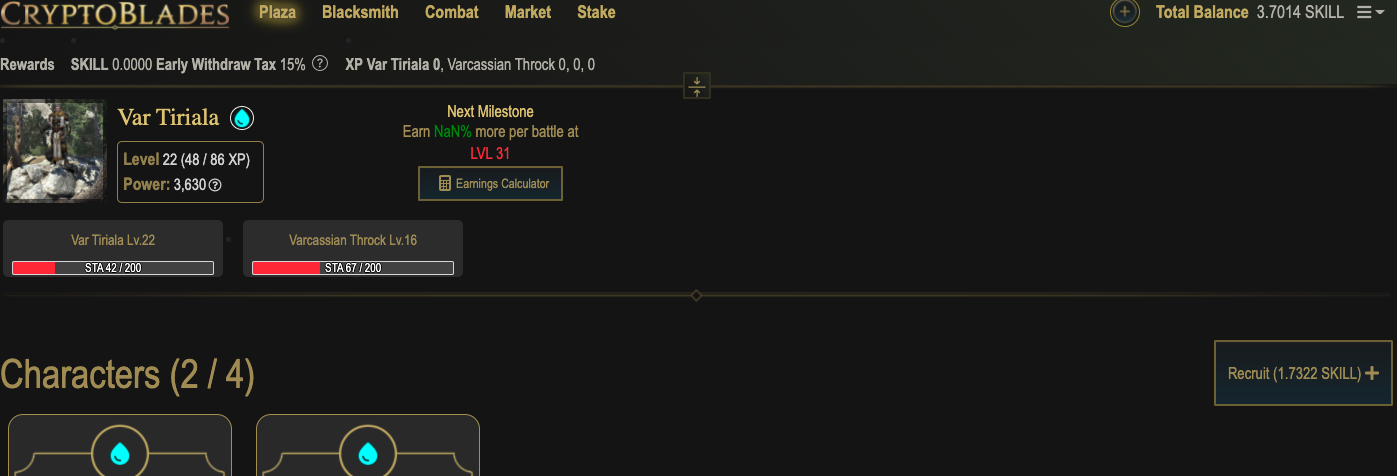 CRYPTOBLADES Plaza Blacksmith Combat Market Stake Total Balance 3.7014 SKILL
Rewards SKILL 0.0000 Early Withdraw Tax 15% XP Var Tiriala 0, Varcassian Throck 0, 0, 0
Var Tiriala
Level 22 (48 / 86 XP)
Power: 3,630
Next Milestone
Earn NaN% more per battle at
LVL 31
Earnings Calculator
Var Tiriala Lv.22
STA 42 / 200
Varcassian Throck Lv.16
STA 67 / 200
Characters (2 / 4)
Recruit (1.7322 SKILL)